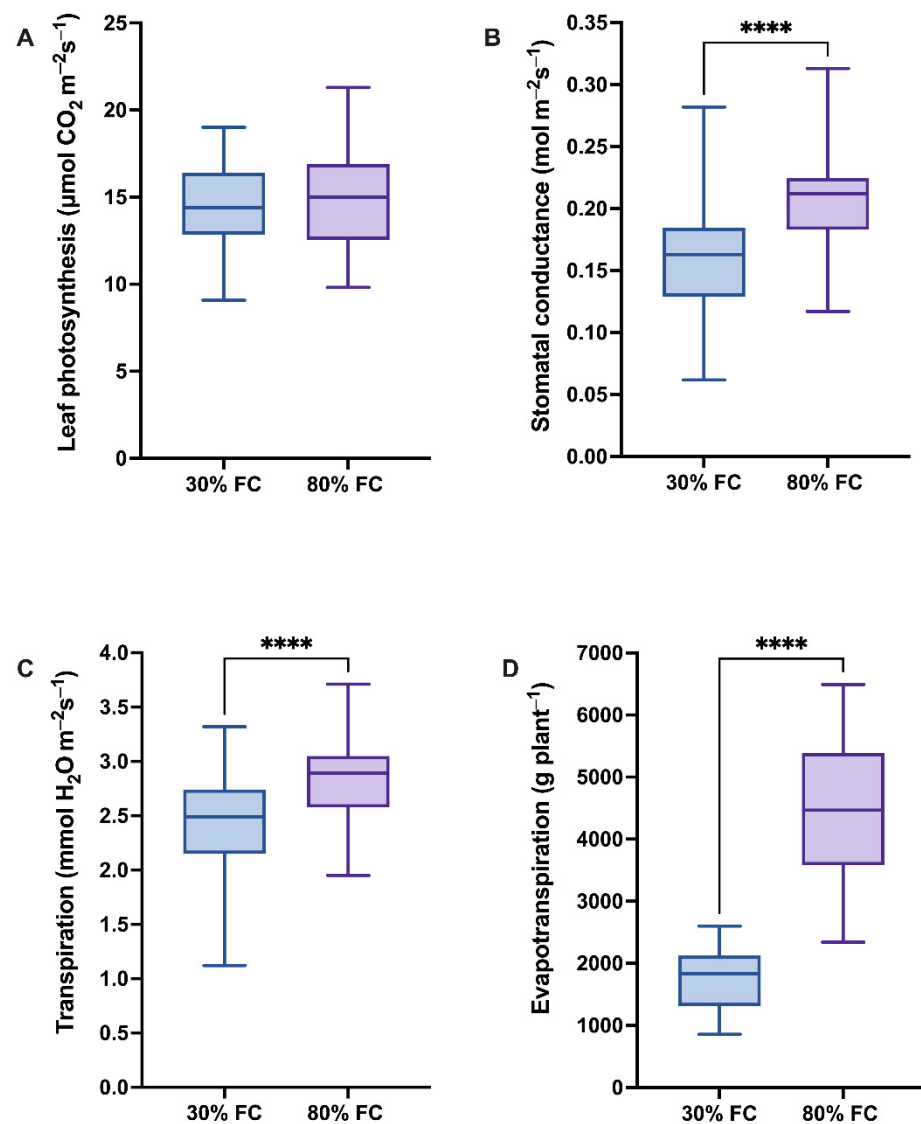 A
Leaf photosynthesis (μmol CO₂ m⁻²s⁻¹)
25
20
15
10
5
0
30% FC 80% FC
B
Stomatal conductance (mol m⁻²s⁻¹)
****
0.35
0.30
0.25
0.20
0.15
0.10
0.05
0.00
30% FC 80% FC
C
Transpiration (mmol H₂O m⁻²s⁻¹)
****
4.0
3.5
3.0
2.5
2.0
1.5
1.0
0.5
0.0
30% FC 80% FC
D
Evapotranspiration (g plant⁻¹)
****
7000
6000
5000
4000
3000
2000
1000
0
30% FC 80% FC